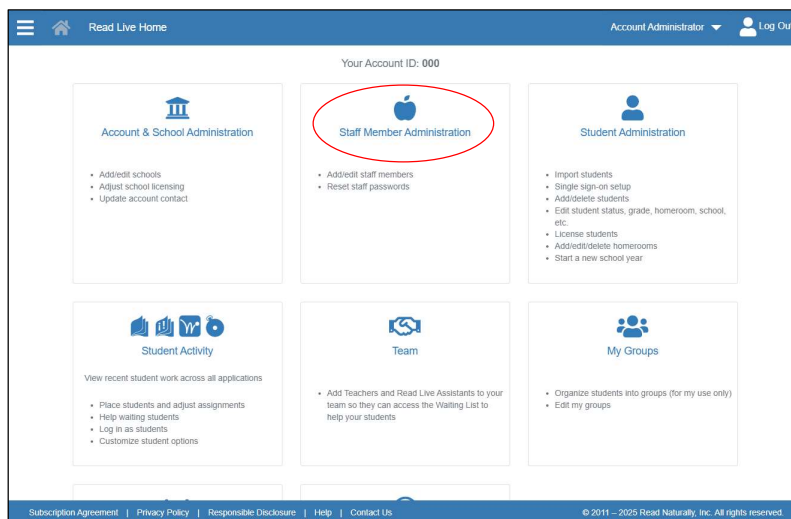 Read Live Home
Account Administrator
Log Out
Your Account ID: 000
Account & School Administration
• Add/edit schools
• Adjust school licensing
• Update account contact
Staff Member Administration
• Add/edit staff members
• Reset staff passwords
Student Administration
• Import students
• Single sign-on setup
• Add/delete students
• Edit student status, grade, homeroom, school,
etc.
• License students
• Add/edit/delete homerooms
• Start a new school year
Student Activity
View recent student work across all applications
• Place students and adjust assignments
• Help waiting students
• Log in as students
• Customize student options
Team
• Add Teachers and Read Live Assistants to your
team so they can access the Waiting List to
help your students
My Groups
• Organize students into groups (for my use only)
• Edit my groups
Subscription Agreement | Privacy Policy | Responsible Disclosure | Help | Contact Us
© 2011 – 2025 Read Naturally, Inc. All rights reserved.